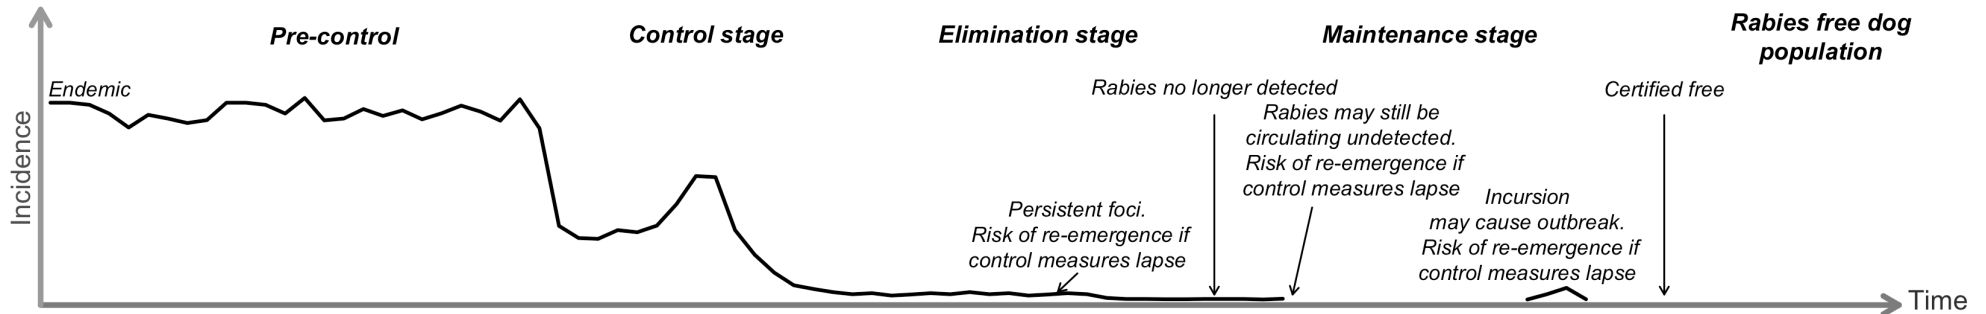 Pre-control
Control stage
Elimination stage
Maintenance stage
Rabies free dog
population
Endemic
Rabies no longer detected
Certified free
Rabies may still be
circulating undetected.
Risk of re-emergence if
control measures lapse
Persistent foci.
Risk of re-emergence if
control measures lapse
Incursion
may cause outbreak.
Risk of re-emergence if
control measures lapse
Incidence
Time